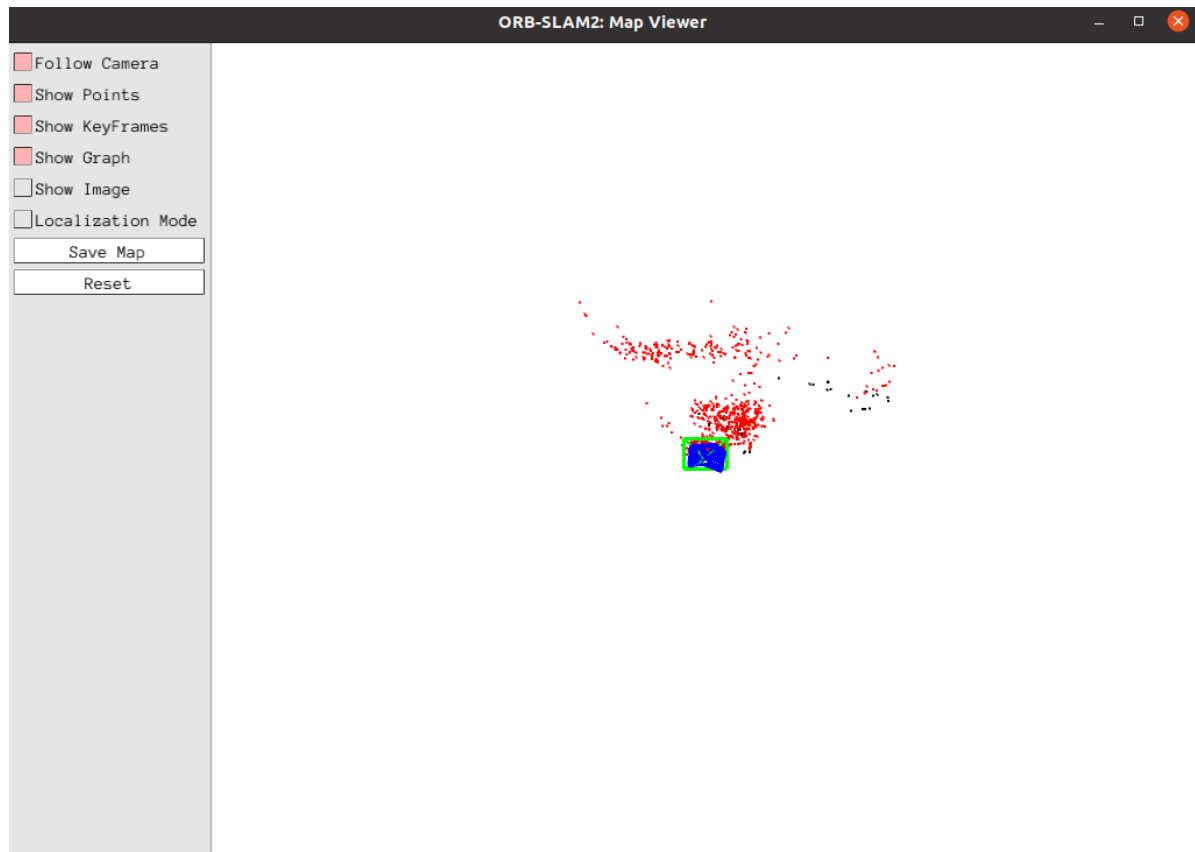 ORB-SLAM2: Map Viewer
Follow Camera
Show Points
Show KeyFrames
Show Graph
Show Image
Localization Mode
Save Map
Reset